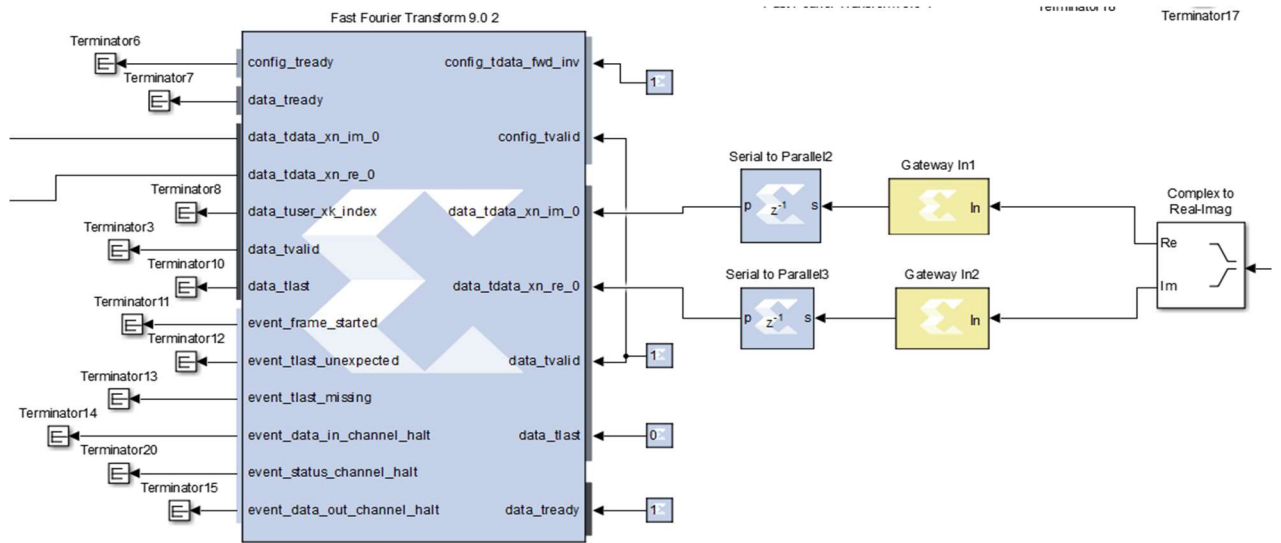 Terminator17
Fast Fourier Transform 9.0 2
Terminator6
config_tready
config_tdata_fwd_inv
1
Terminator7
data_tready
data_tdata_xn_im_0
config_tvalid
Serial to Parallel2
Gateway In1
Complex to
Real-Imag
data_tdata_xn_re_0
Terminator8
data_tuser_xk_index
data_tdata_xn_im_0
p z-1 s
In
Re
Terminator3
data_tvalid
Serial to Parallel3
Gateway In2
Terminator10
data_tlast
data_tdata_xn_re_0
p z-1 s
In
Im
Terminator11
event_frame_started
Terminator12
event_tlast_unexpected
data_tvalid
1
Terminator13
event_tlast_missing
Terminator14
event_data_in_channel_halt
data_tlast
0
Terminator20
event_status_channel_halt
Terminator15
event_data_out_channel_halt
data_tready
1